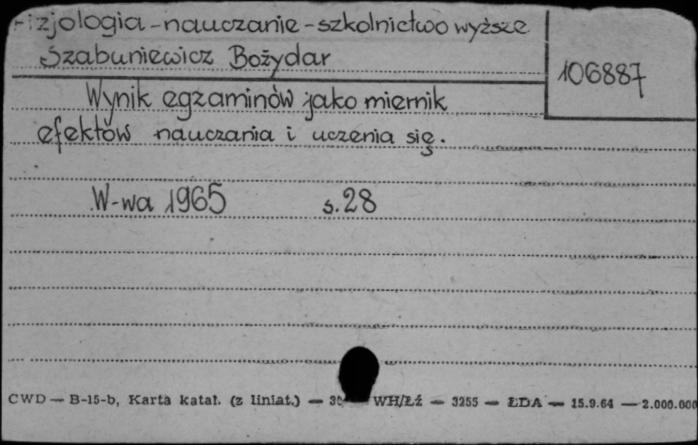 Fizjologia-nauczanie-szkolnictwo wyższe
Szabuniewicz Bożydar
106887
Wynik egzaminów jako miernik
efektów nauczania i uczenia się.
W-wa 1965 s.28
CWD — B-15-b, Karta katal. (z liniat.) — WH/Łź — 3255 — ŁDA — 15.9.64 — 2.000.000